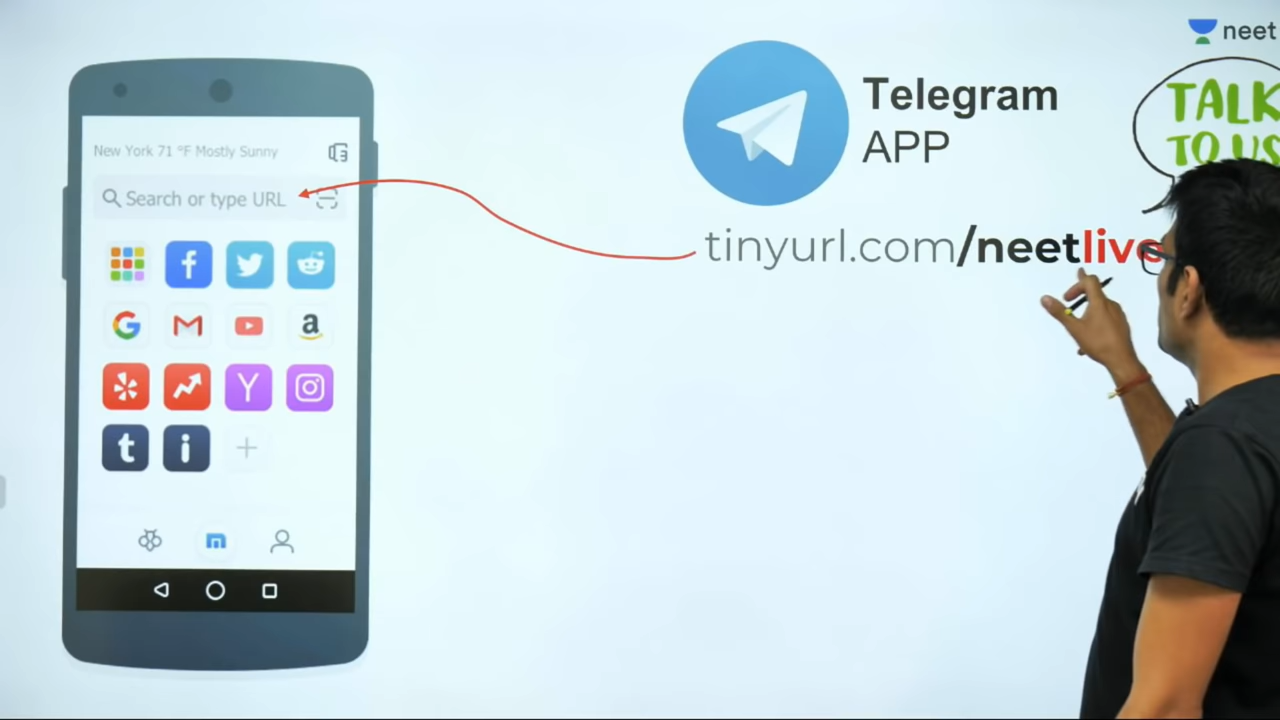 neet
TALK
TO US
Telegram
APP
tinyurl.com/neetlive
New York 71 °F Mostly Sunny
Search or type URL